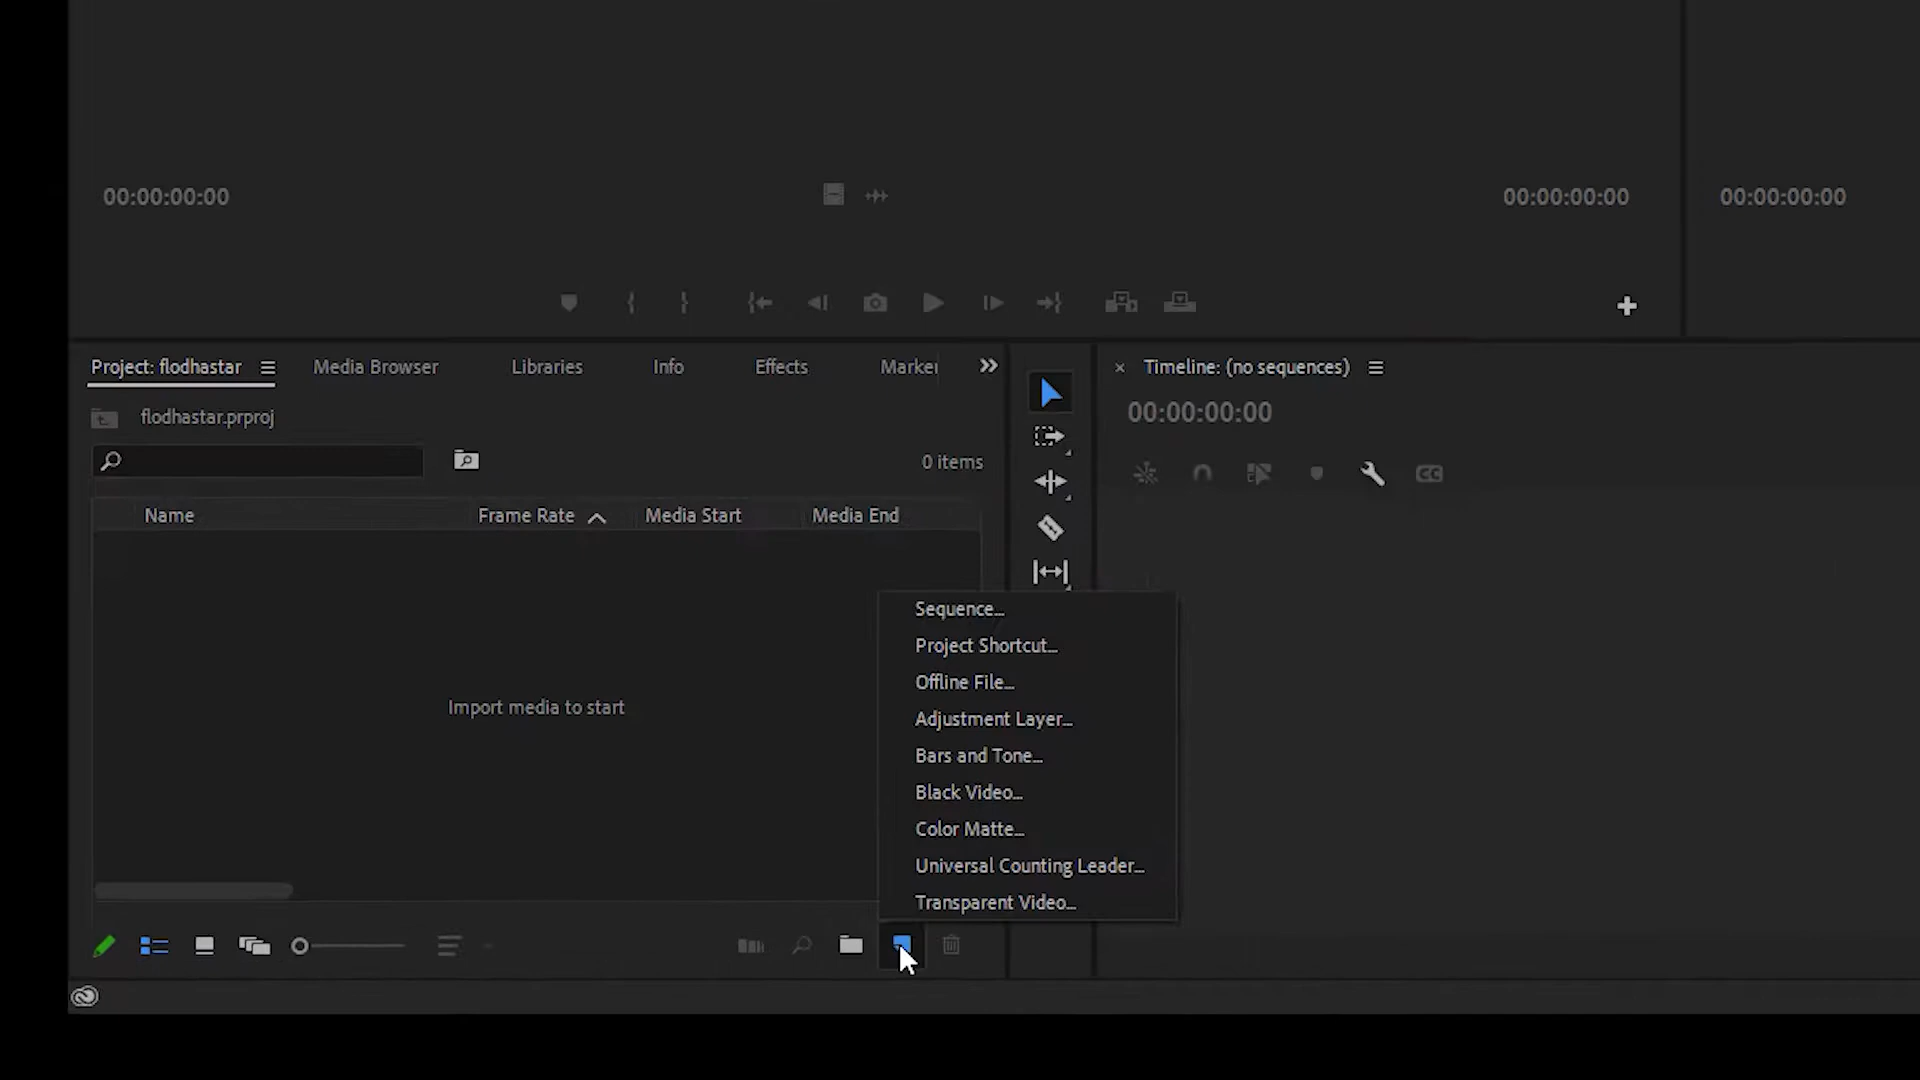 00:00:00:00
00:00:00:00
00:00:00:00
Project: flodhastar
Media Browser
Libraries
Info
Effects
Marker
Timeline: (no sequences)
flodhastar.prproj
00:00:00:00
0 items
CC
Name
Frame Rate
Media Start
Media End
Import media to start
Sequence...
Project Shortcut...
Offline File...
Adjustment Layer...
Bars and Tone...
Black Video...
Color Matte...
Universal Counting Leader...
Transparent Video...